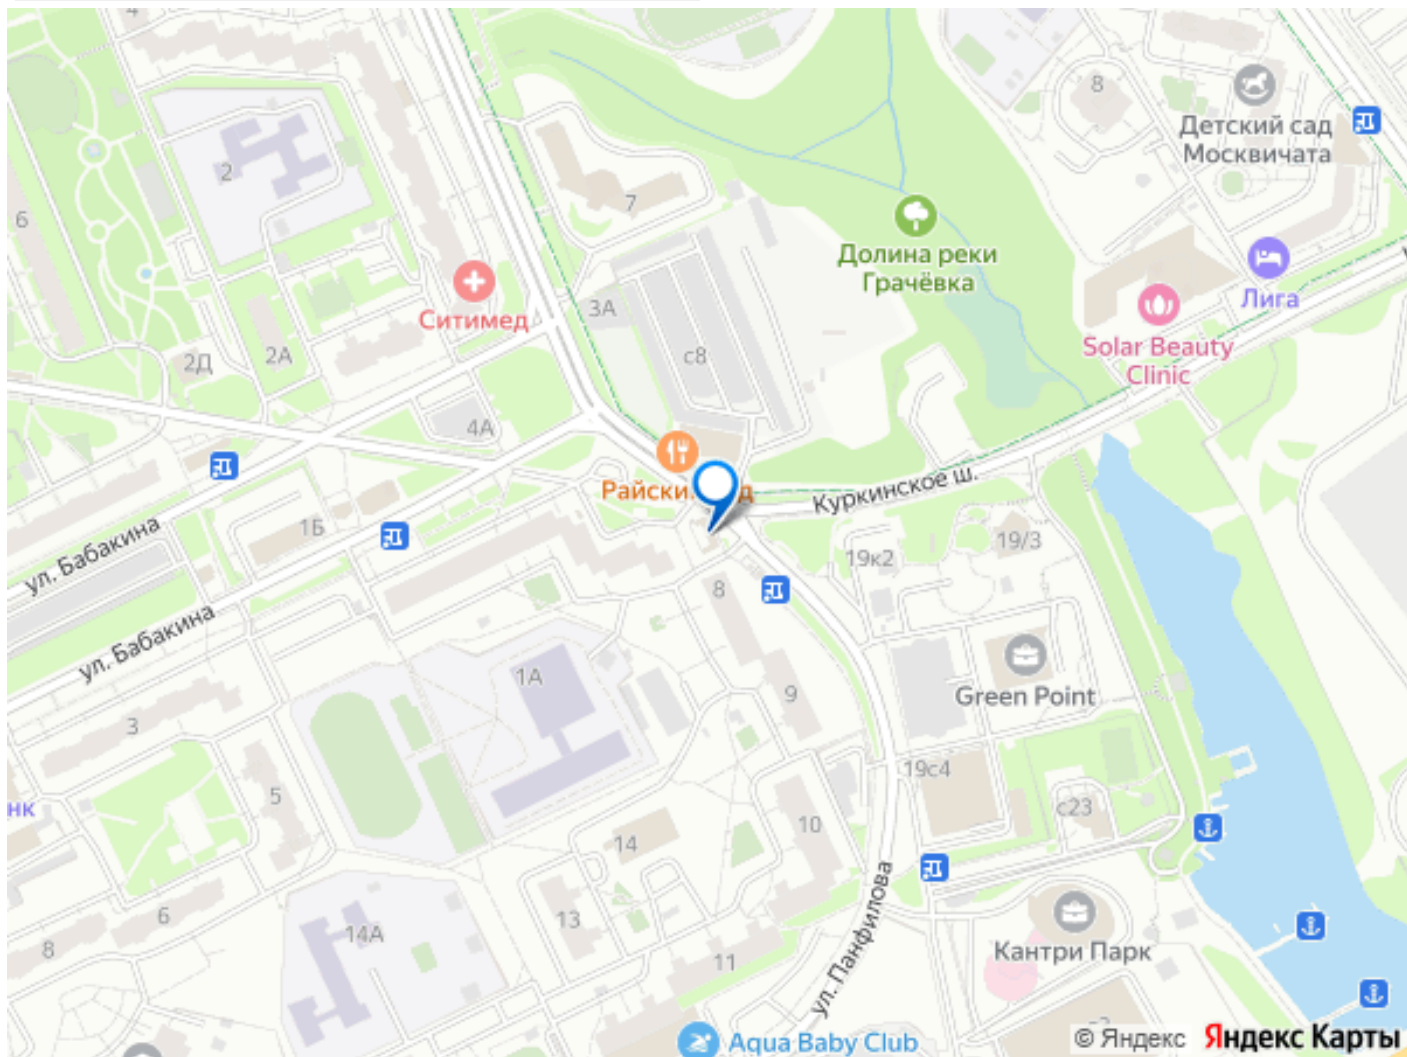 4
8
Детский сад
Москвичата
2
7
6
Долина реки
Грачёвка
Лига
Ситимед
3А
Solar Beauty
Clinic
2Д
2А
с8
4А
Куркинское ш.
1Б
19/3
19к2
ул. Бабакина
8
ул. Бабакина
1А
9
Green Point
3
19с4
5
нк
с23
10
14
ул. Панфилова
6
13
14А
8
Кантри Парк
11
Aqua Baby Club
© Яндекс Яндекс Карты